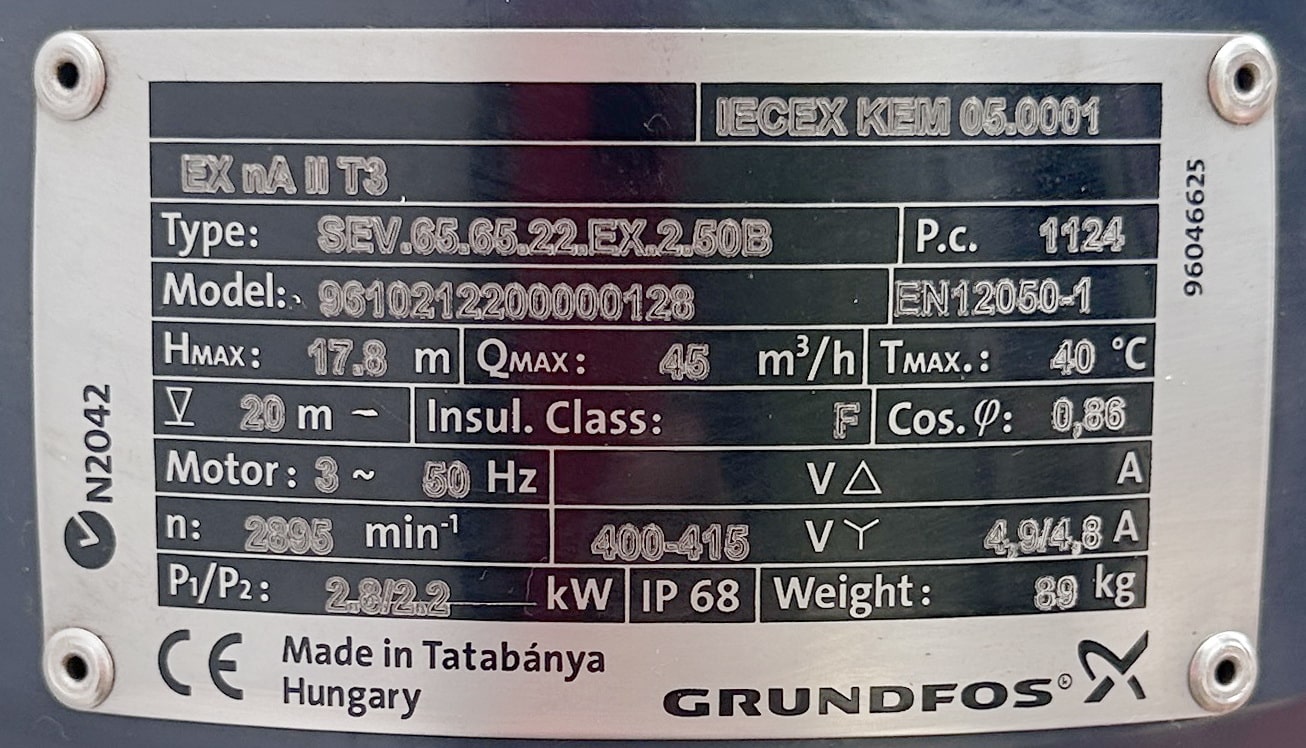 IECEX KEM 05.0001
EX nA II T3
Type: SEV.65.65.22.EX.2.50B P.c. 1124
Model: 9610212200000128 EN12050-1
HMAX: 17.8 m QMAX: 45 m³/h TMAX.: 40 °C
20 m Insul. Class: F Cos. φ: 0,86
Motor: 3 ~ 50 Hz V △ A
n: 2895 min-1 400-415 V Y 4,9/4,8 A
P1/P2: 2.8/2.2 kW IP 68 Weight: 89 kg
CE Made in Tatabánya
Hungary
GRUNDFOS
N2042
96046625